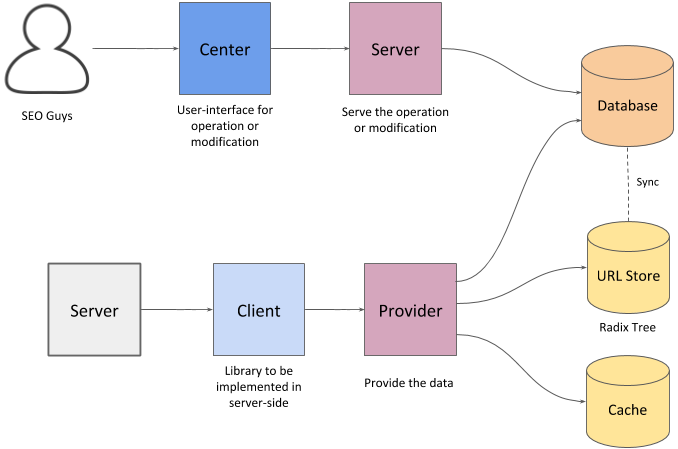 Center
Server
Database
SEO Guys
User-interface for
operation or
modification
Serve the operation
or modification
Sync
Server
Client
Provider
URL Store
Radix Tree
Library to be
implemented in
server-side
Provide the data
Cache